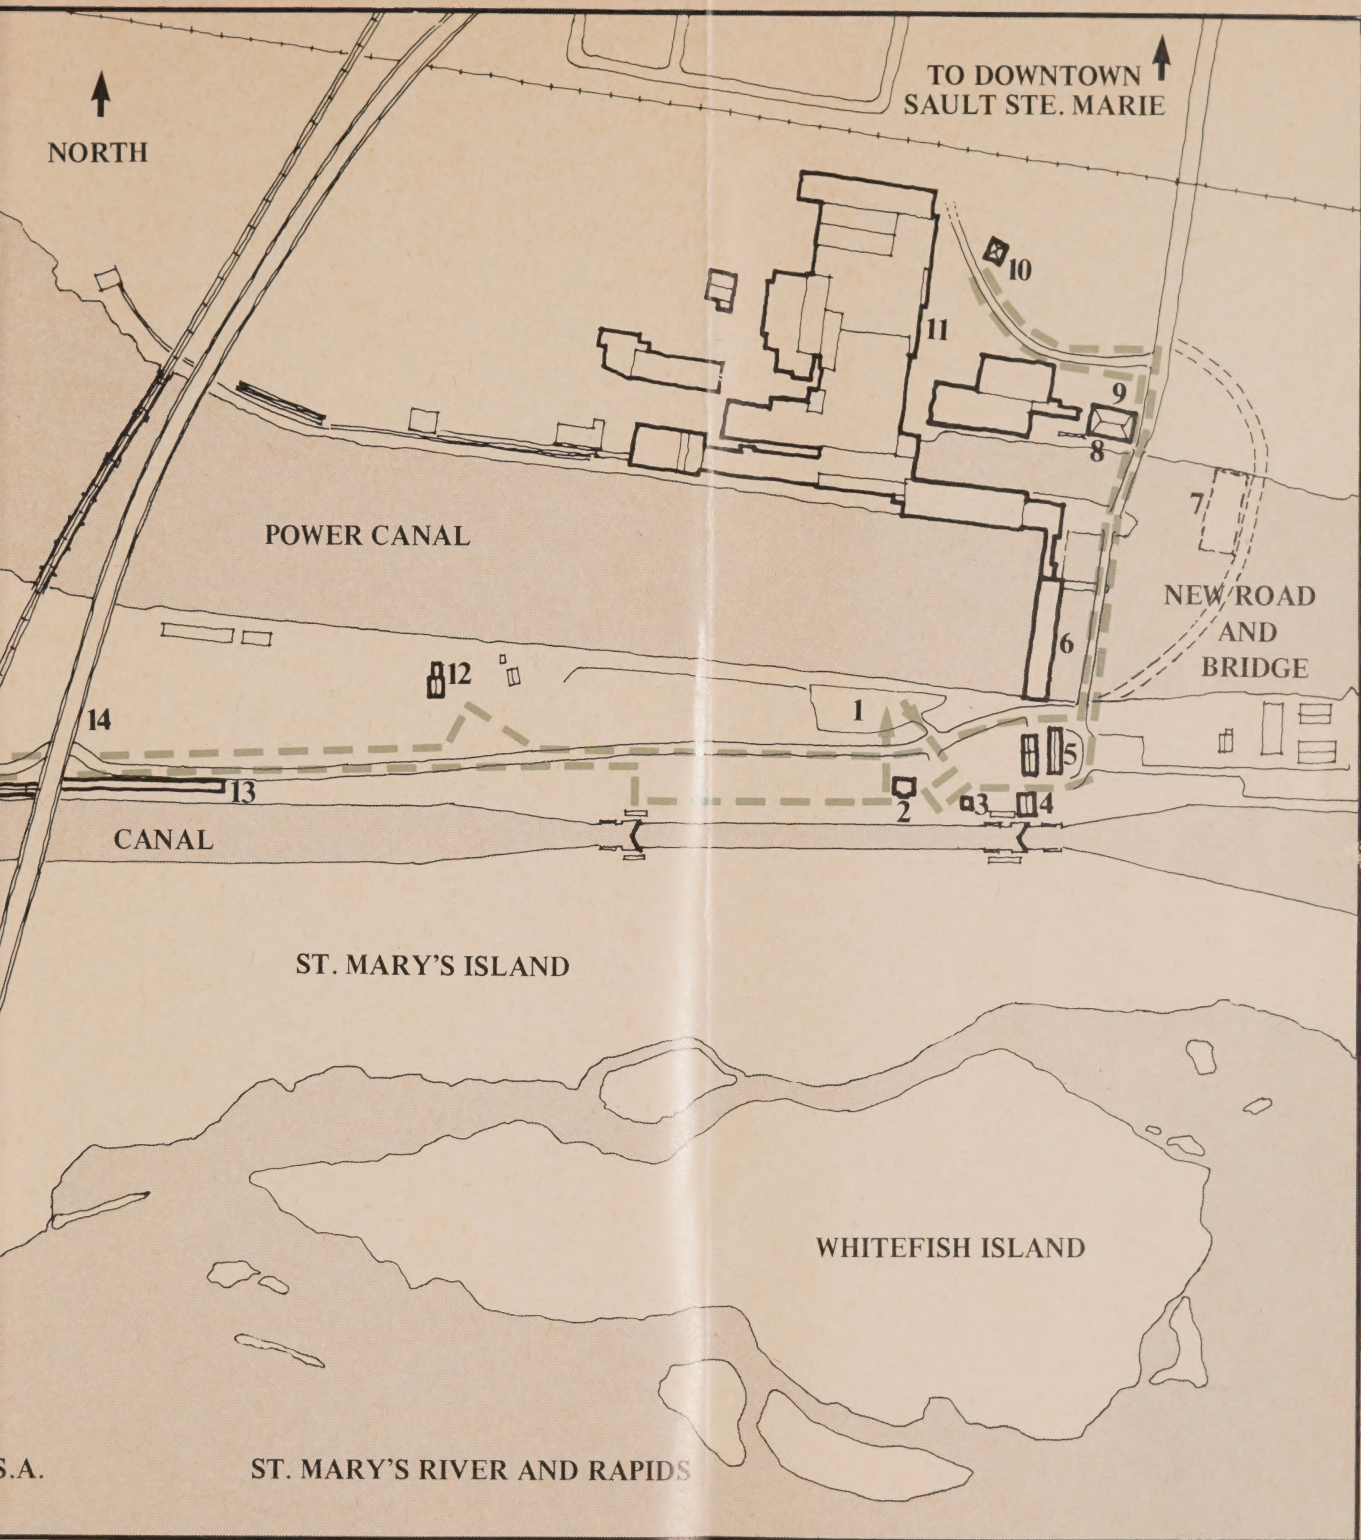 TO DOWNTOWN
SAULT STE. MARIE
NORTH
10
11
9
8
7
POWER CANAL
NEW ROAD
AND
BRIDGE
6
12
1
14
5
13
2
3
4
CANAL
ST. MARY'S ISLAND
WHITEFISH ISLAND
S.A.
ST. MARY'S RIVER AND RAPIDS